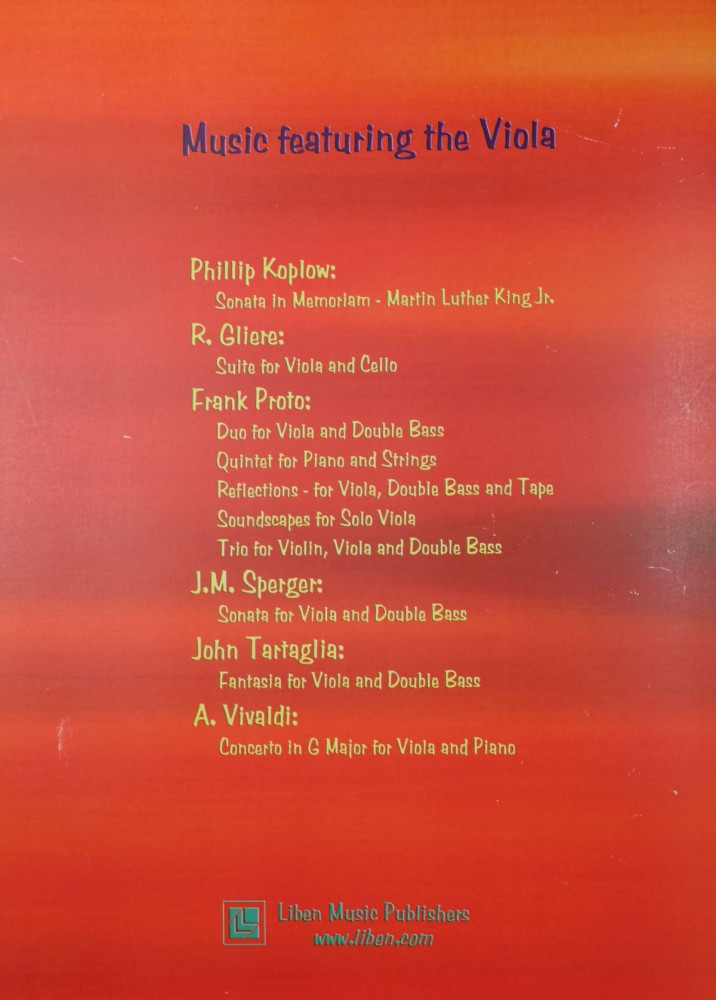 Music featuring the Viola
Phillip Koplow:
Sonata in Memoriam - Martin Luther King Jr.
R. Gliere:
Suite for Viola and Cello
Frank Proto:
Duo for Viola and Double Bass
Quintet for Piano and Strings
Reflections - for Viola, Double Bass and Tape
Soundscapes for Solo Viola
Trio for Violin, Viola and Double Bass
J.M. Sperger:
Sonata for Viola and Double Bass
John Tartaglia:
Fantasia for Viola and Double Bass
A. Vivaldi:
Concerto in G Major for Viola and Piano
Liben Music Publishers
www.liben.com